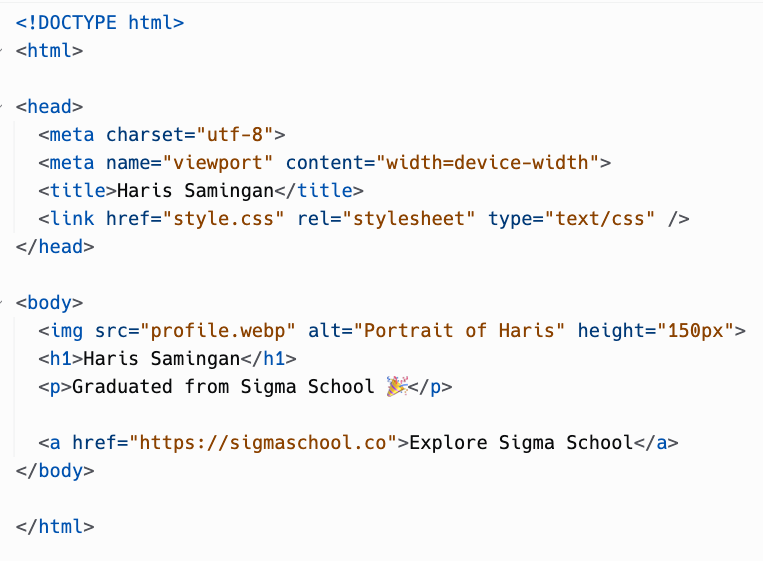 <!DOCTYPE html>
<html>
<head>
<meta charset="utf-8">
<meta name="viewport" content="width=device-width">
<title>Haris Samingan</title>
<link href="style.css" rel="stylesheet" type="text/css" />
</head>
<body>
<img src="profile.webp" alt="Portrait of Haris" height="150px">
<h1>Haris Samingan</h1>
<p>Graduated from Sigma School 🎉</p>
<a href="https://sigmaschool.co">Explore Sigma School</a>
</body>
</html>